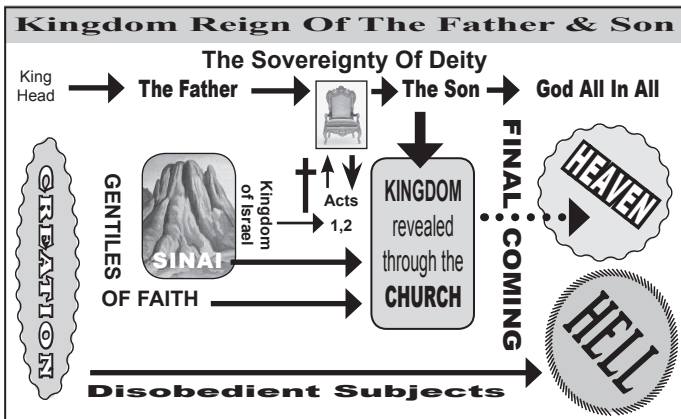 Kingdom Reign Of The Father & Son
The Sovereignty Of Deity
King
Head
The Father
The Son
God All In All
CREATION
GENTILES
OF FAITH
SINAI
Kingdom
of Israel
Acts
1,2
KINGDOM
revealed
through the
CHURCH
FINAL COMING
HEAVEN
HELL
Disobedient Subjects